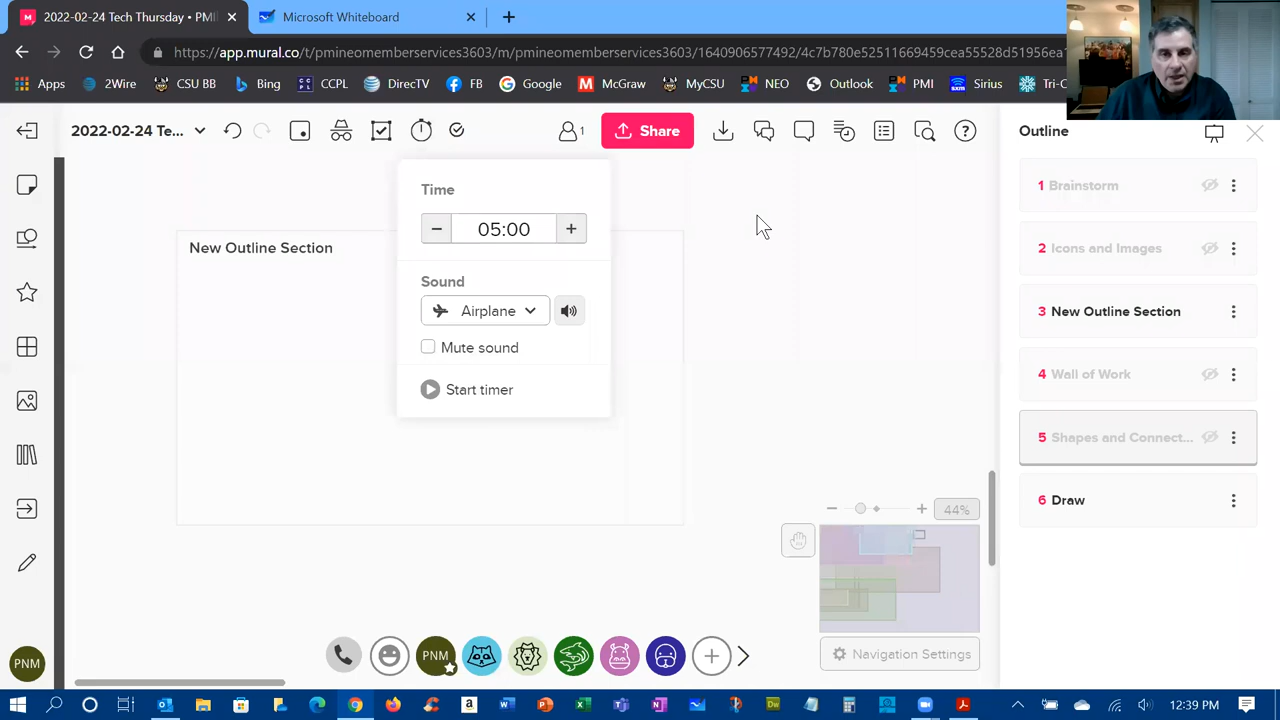 2022-02-24 Tech Thursday • PMI
Microsoft Whiteboard
https://app.mural.co/t/pmineomemberservices3603/m/pmineomemberservices3603/1640906577492/4c7b780e52511669459cea55528d51956ea1
Apps
2Wire
CSU BB
Bing
CCPL
DirecTV
FB
Google
McGraw
MyCSU
NEO
Outlook
PMI
Sirius
Tri-C
2022-02-24 Te...
1
Share
Outline
Time
05:00
Sound
Airplane
Mute sound
Start timer
New Outline Section
1 Brainstorm
2 Icons and Images
3 New Outline Section
4 Wall of Work
5 Shapes and Connect...
6 Draw
44%
PNM
PNM
Navigation Settings
12:39 PM